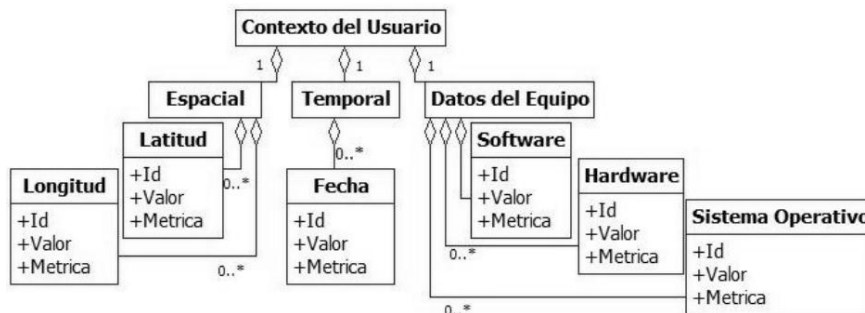 Contexto del Usuario
1
1
1
Espacial
Temporal
Datos del Equipo
Latitud
+Id
+Valor
+Metrica
0..*
Longitud
+Id
+Valor
+Metrica
0..*
0..*
Fecha
+Id
+Valor
+Metrica
Software
+Id
+Valor
+Metrica
Hardware
+Id
+Valor
+Metrica
0..*
Sistema Operativo
+Id
+Valor
+Metrica
0..*